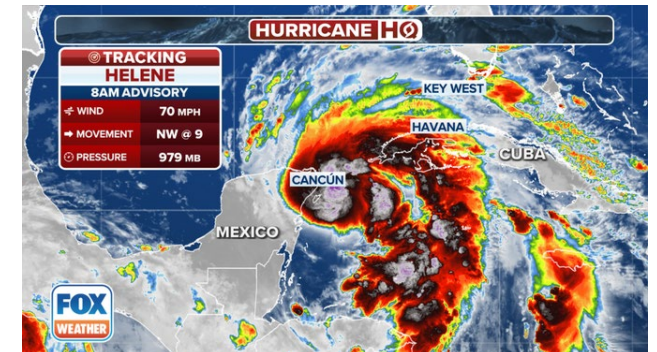 HURRICANE HQ
TRACKING
HELENE
8AM ADVISORY
WIND 70 MPH
MOVEMENT NW @ 9
PRESSURE 979 MB
KEY WEST
HAVANA
CUBA
CANCÚN
MEXICO
FOX
WEATHER